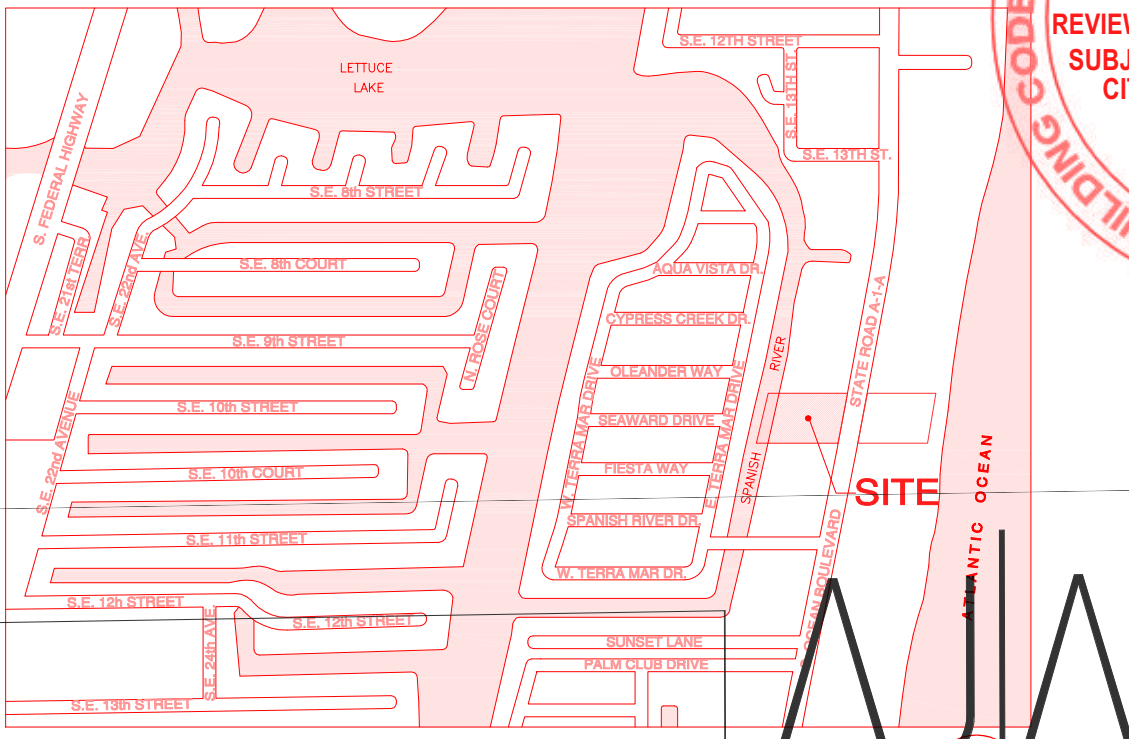 REVIEW
SUBJ
CIT
BUILDING CODE
S.E. 12TH STREET
LETTUCE
LAKE
S.E. 13TH ST.
S.E. 13TH ST.
S. FEDERAL HIGHWAY
S.E. 8th STREET
S.E. 21st TERR.
S.E. 22nd AVE.
S.E. 8th COURT
AQUA VISTA DR.
N. ROSE COURT
CYPRESS CREEK DR.
STATE ROAD A-1-A
S.E. 9th STREET
RIVER
OLEANDER WAY
W. TERRA MAR DRIVE
E. TERRA MAR DRIVE
S.E. 10th STREET
SEAWARD DRIVE
S.E. 22nd AVENUE
SPANISH
S.E. 10th COURT
FIESTA WAY
SITE
ATLANTIC OCEAN
SPANISH RIVER DR.
S.E. 11th STREET
OCEAN BOULEVARD
W. TERRA MAR DR.
S.E. 12h STREET
S.E. 12th STREET
S.E. 24th AVE.
SUNSET LANE
PALM CLUB DRIVE
S.E. 13th STREET